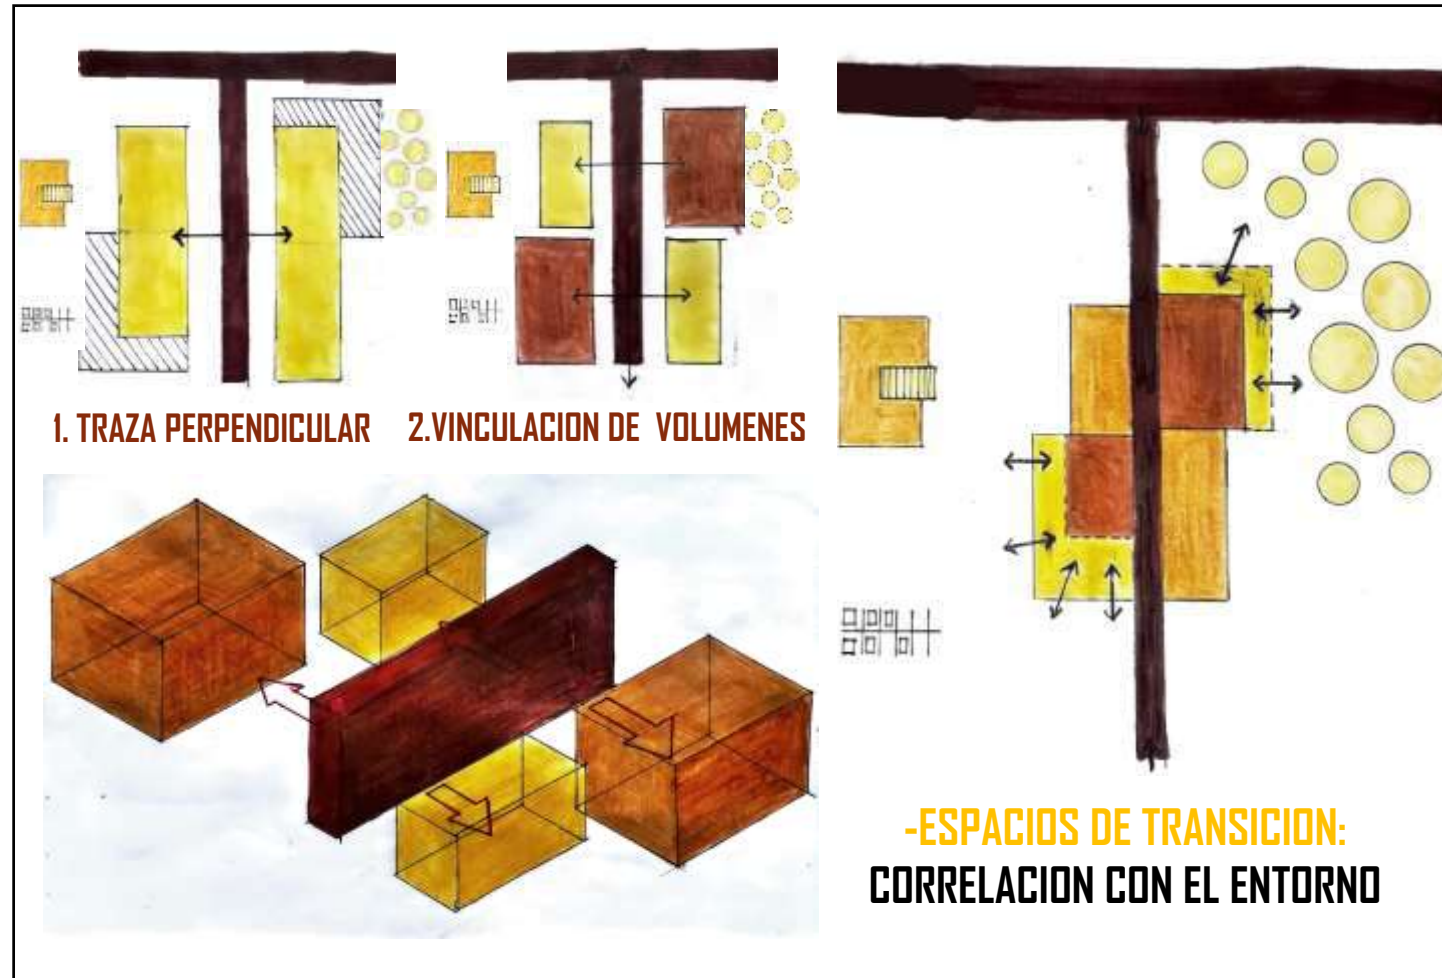 1. TRAZA PERPENDICULAR
2.VINCULACION DE VOLUMENES
-ESPACIOS DE TRANSICION:
CORRELACION CON EL ENTORNO